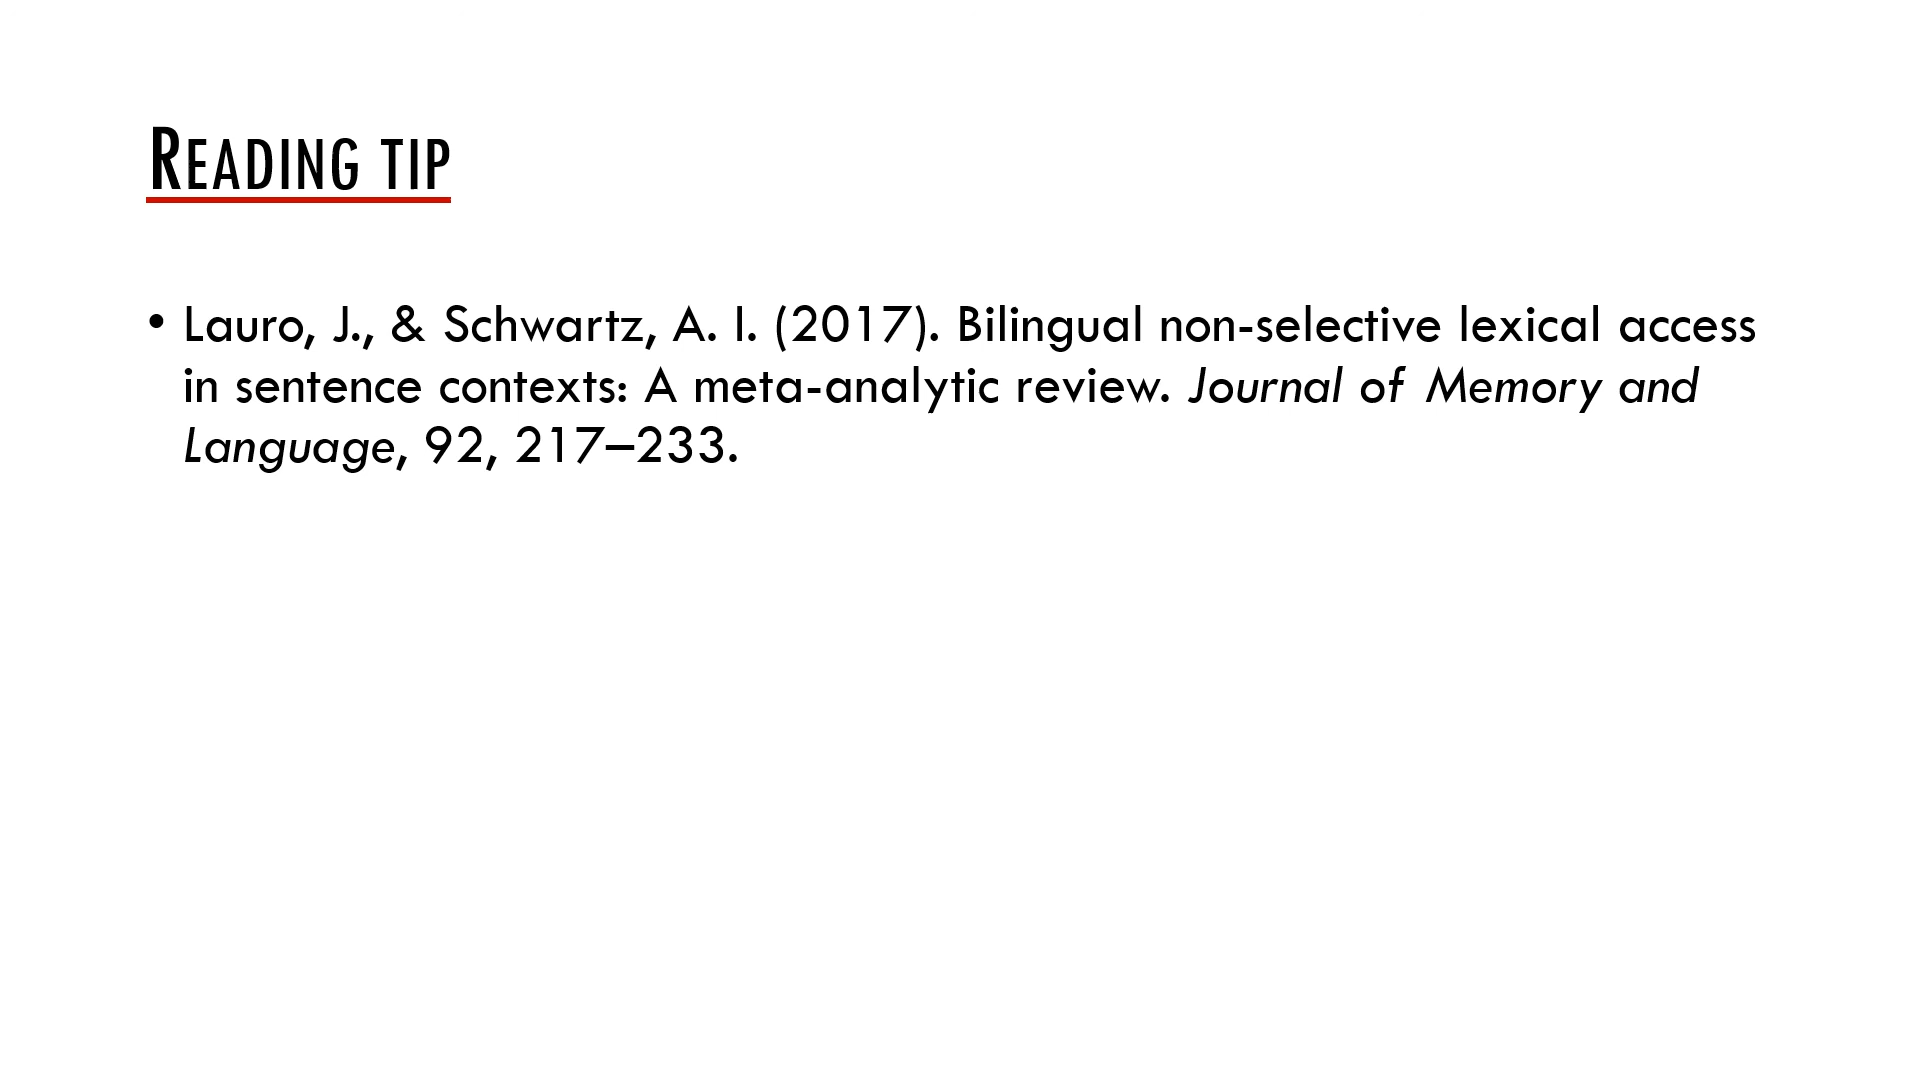 Reading tip
• Lauro, J., & Schwartz, A. I. (2017). Bilingual non-selective lexical access
in sentence contexts: A meta-analytic review. Journal of Memory and
Language, 92, 217–233.